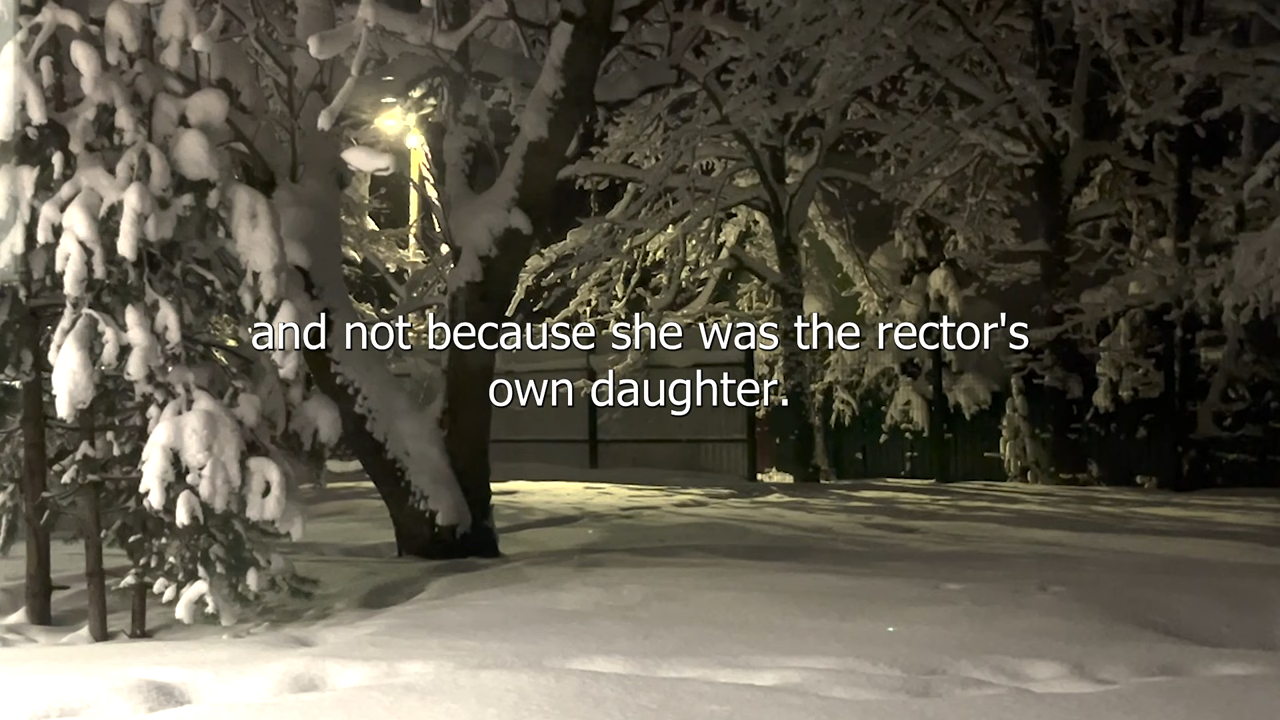 and not because she was the rector's
own daughter.